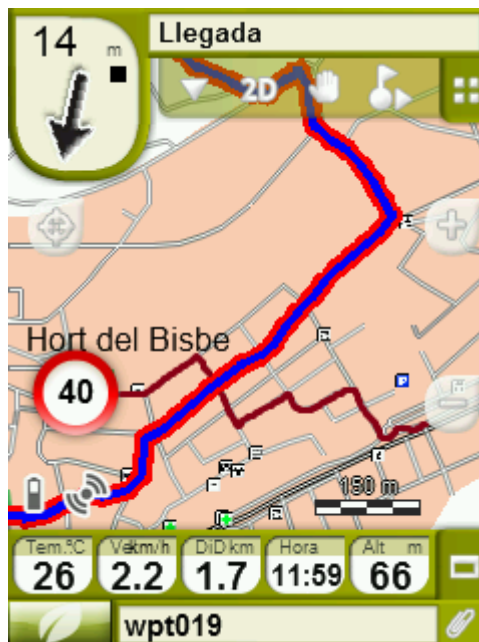 14 m
Llegada
2D
Hort del Bisbe
40
P
150 m
Tem.ºC
26
Vel km/h
2.2
DiD km
1.7
Hora
11:59
Alt m
66
wpt019